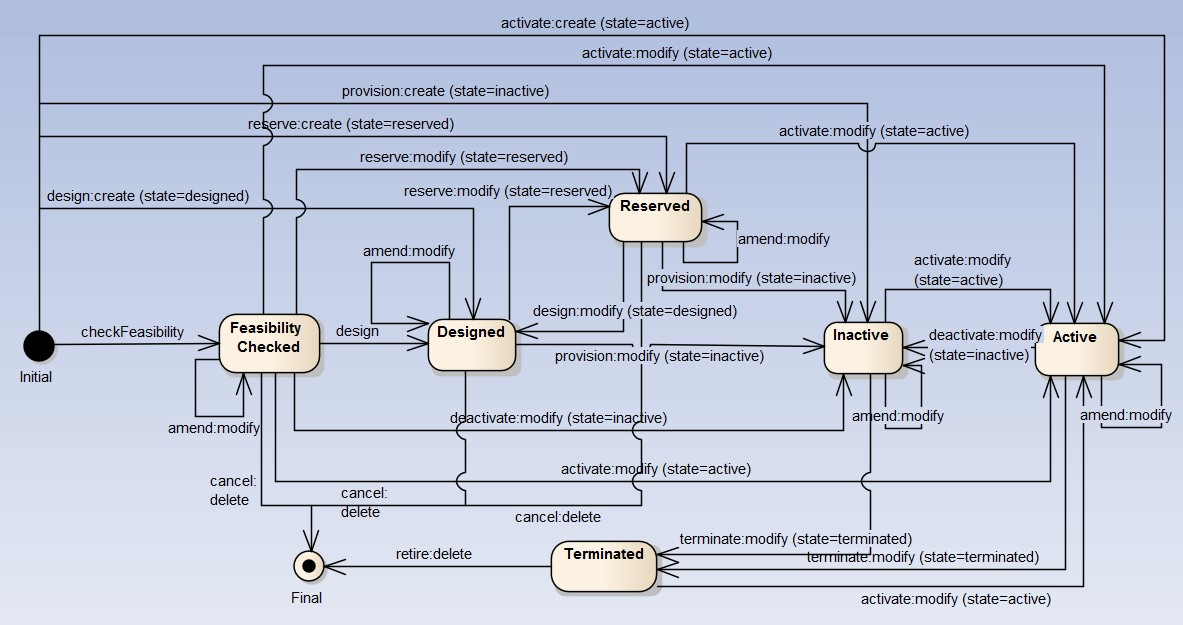 activate:create (state=active)
activate:modify (state=active)
provision:create (state=inactive)
reserve:create (state=reserved)
activate:modify (state=active)
reserve:modify (state=reserved)
reserve:modify (state=reserved)
design:create (state=designed)
Reserved
amend:modify
amend:modify
activate:modify
(state=active)
provision:modify (state=inactive)
design:modify (state=designed)
checkFeasibility
Feasibility
Checked
design
Designed
Inactive
deactivate:modify
(state=inactive)
Active
provision:modify (state=inactive)
Initial
amend:modify
deactivate:modify (state=inactive)
amend:modify
amend:modify
activate:modify (state=active)
cancel:
delete
cancel:
delete
cancel:delete
terminate:modify (state=terminated)
retire:delete
Terminated
terminate:modify (state=terminated)
Final
activate:modify (state=active)